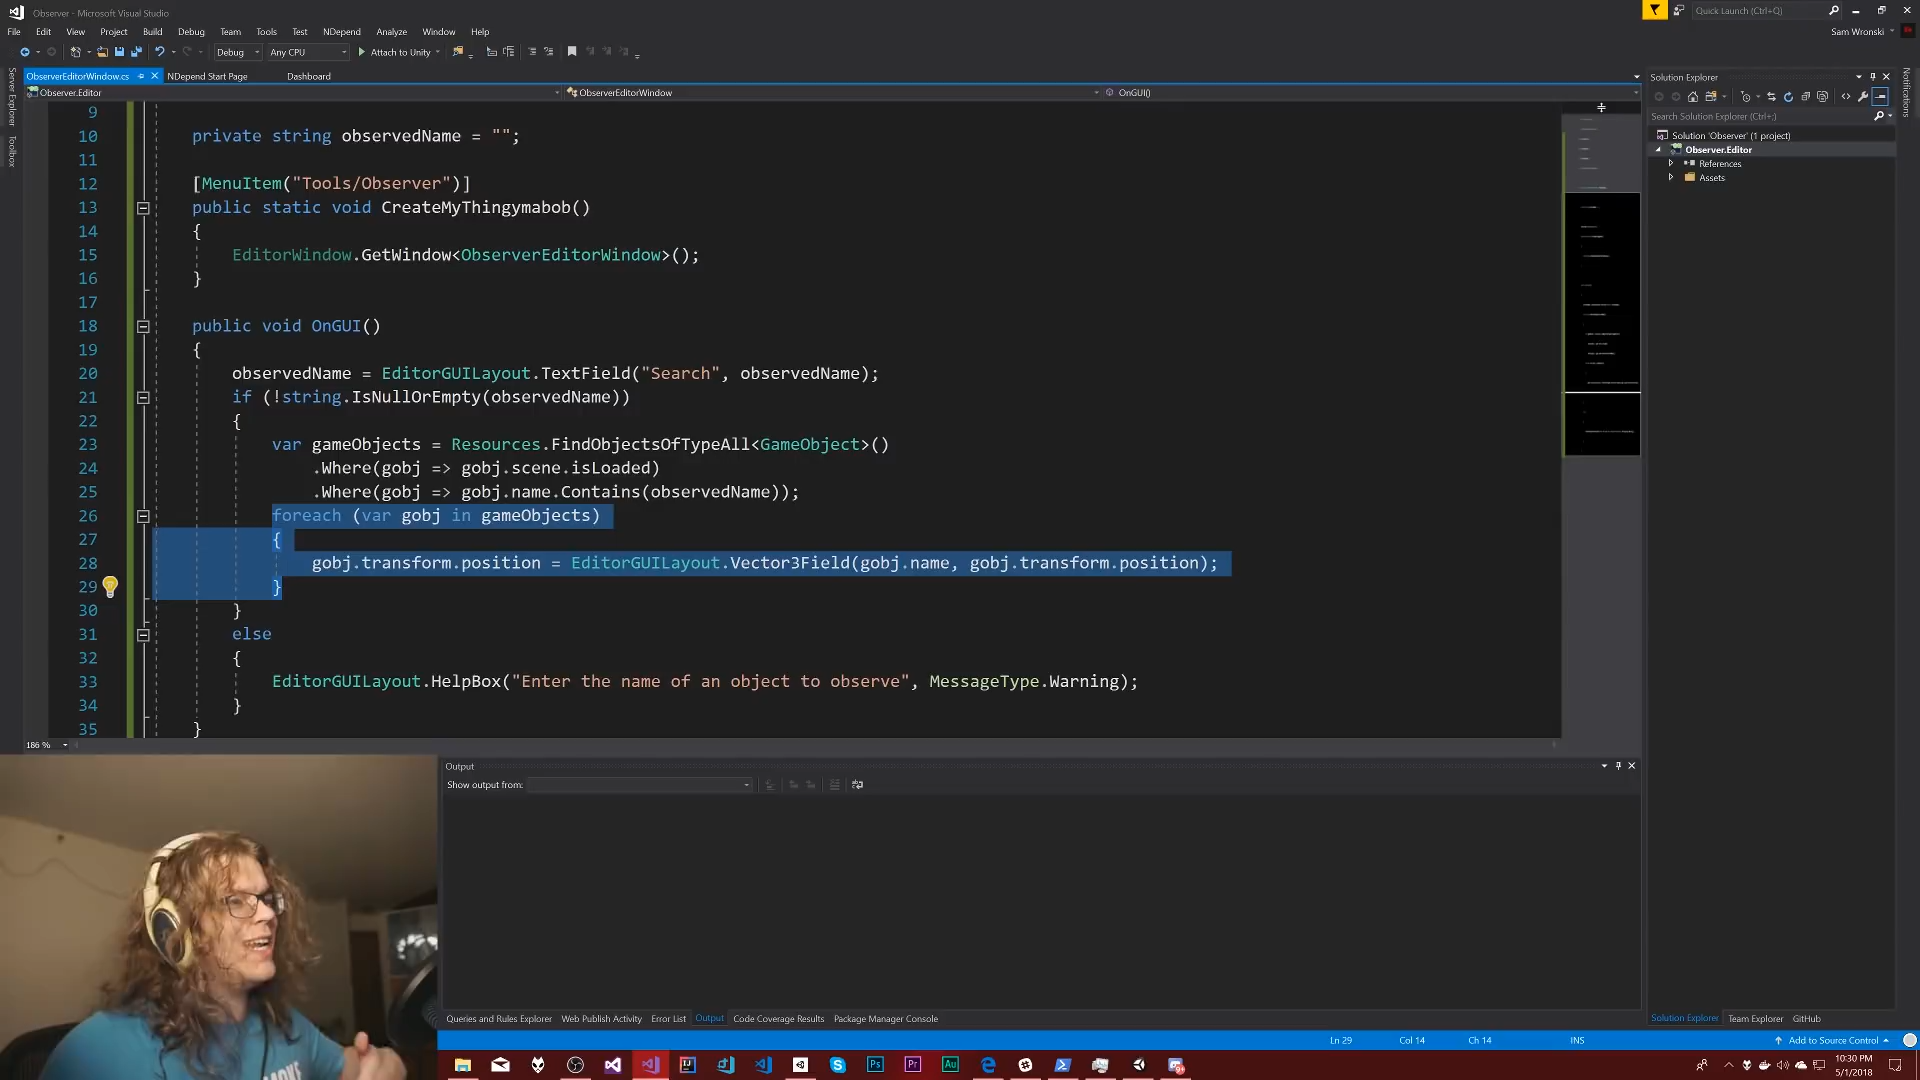 Observer - Microsoft Visual Studio
Quick Launch (Ctrl+Q)
File Edit View Project Build Debug Team Tools Test NDepend Analyze Window Help
Sam Wronski
Debug Any CPU Attach to Unity
ObserverEditorWindow.cs NDepend Start Page Dashboard
Observer.Editor ObserverEditorWindow OnGUI()
Server Explorer
Toolbox
9
10 private string observedName = "";
11
12 [MenuItem("Tools/Observer")]
13 public static void CreateMyThingymabob()
14 {
15 EditorWindow.GetWindow<ObserverEditorWindow>();
16 }
17
18 public void OnGUI()
19 {
20 observedName = EditorGUILayout.TextField("Search", observedName);
21 if (!string.IsNullOrEmpty(observedName))
22 {
23 var gameObjects = Resources.FindObjectsOfTypeAll<GameObject>()
24 .Where(gobj => gobj.scene.isLoaded)
25 .Where(gobj => gobj.name.Contains(observedName));
26 foreach (var gobj in gameObjects)
27 {
28 gobj.transform.position = EditorGUILayout.Vector3Field(gobj.name, gobj.transform.position);
29 }
30 }
31 else
32 {
33 EditorGUILayout.HelpBox("Enter the name of an object to observe", MessageType.Warning);
34 }
35 }
186 %
Solution Explorer
Search Solution Explorer (Ctrl+;)
Solution 'Observer' (1 project)
Observer.Editor
References
Assets
Notifications
Output
Show output from:
Queries and Rules Explorer Web Publish Activity Error List Output Code Coverage Results Package Manager Console
Solution Explorer Team Explorer GitHub
Ln 29 Col 14 Ch 14 INS Add to Source Control
Ps Pr Au
10:30 PM
5/1/2018